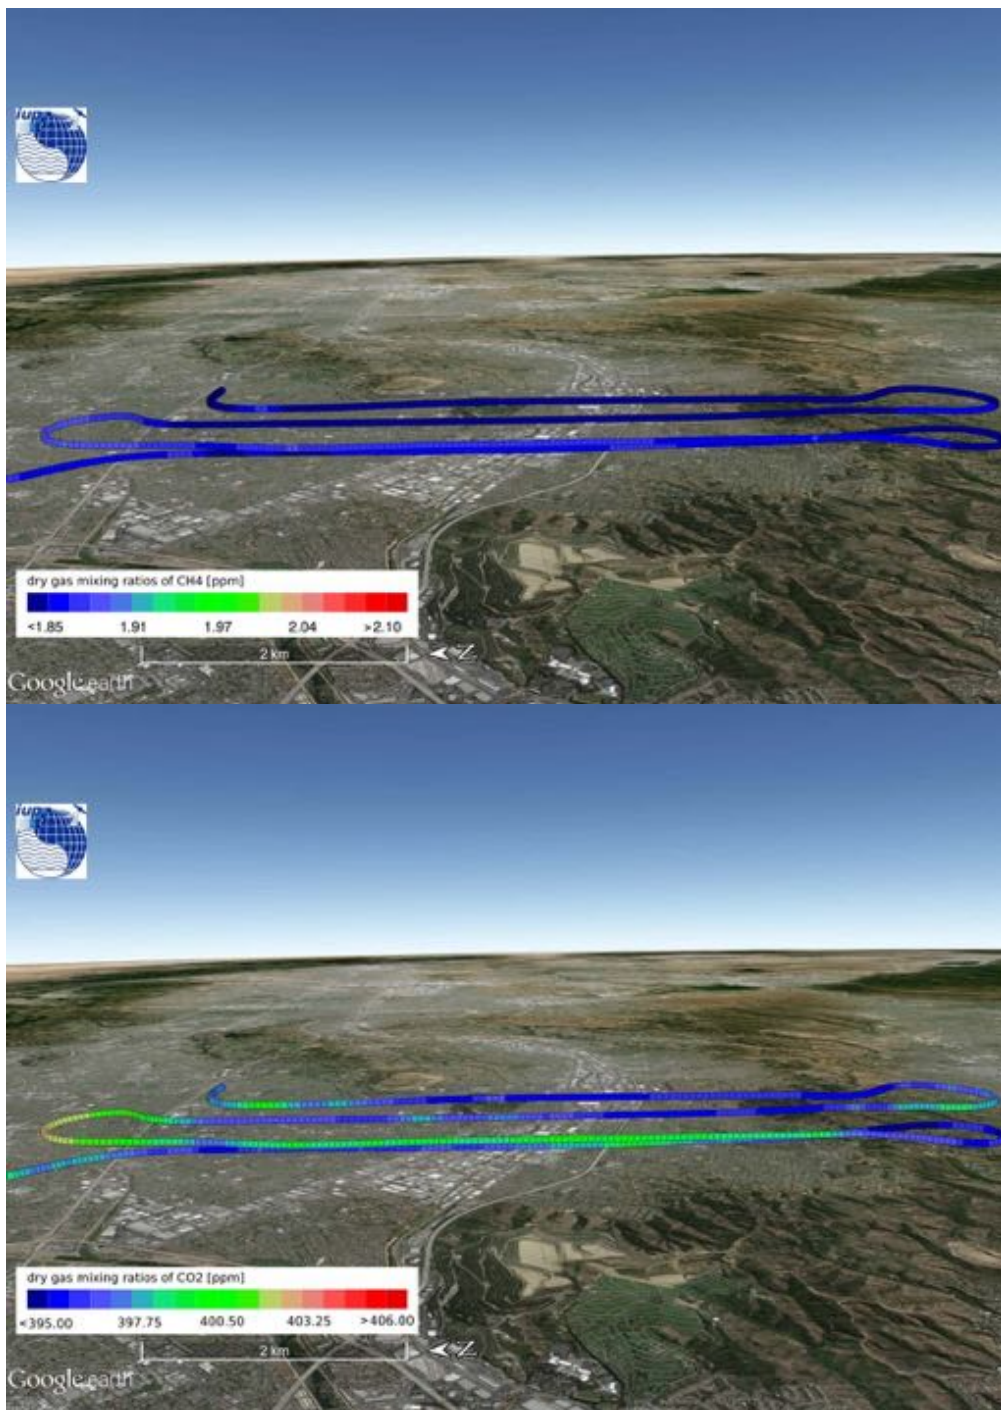 iup
dry gas mixing ratios of CH4 [ppm]
<1.85 1.91 1.97 2.04 >2.10
2 km
N
Google earth
iup
dry gas mixing ratios of CO2 [ppm]
<395.00 397.75 400.50 403.25 >406.00
2 km
N
Google earth